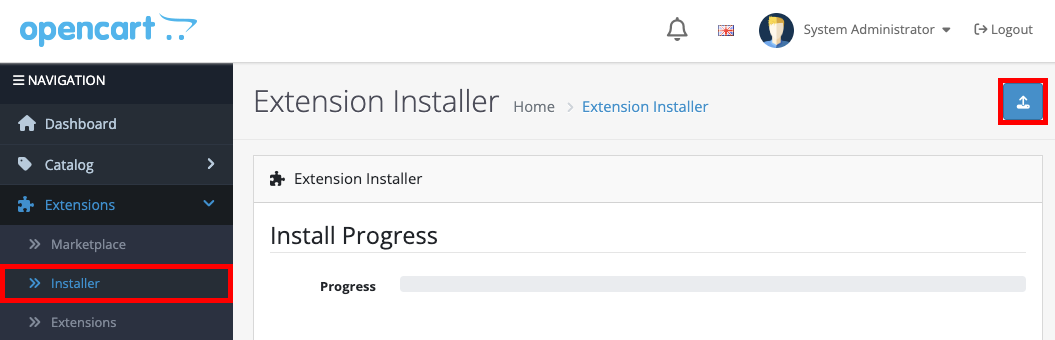 opencart
System Administrator
Logout
NAVIGATION
Dashboard
Catalog
Extensions
Marketplace
Installer
Extensions
Extension Installer
Home
Extension Installer
Extension Installer
Install Progress
Progress